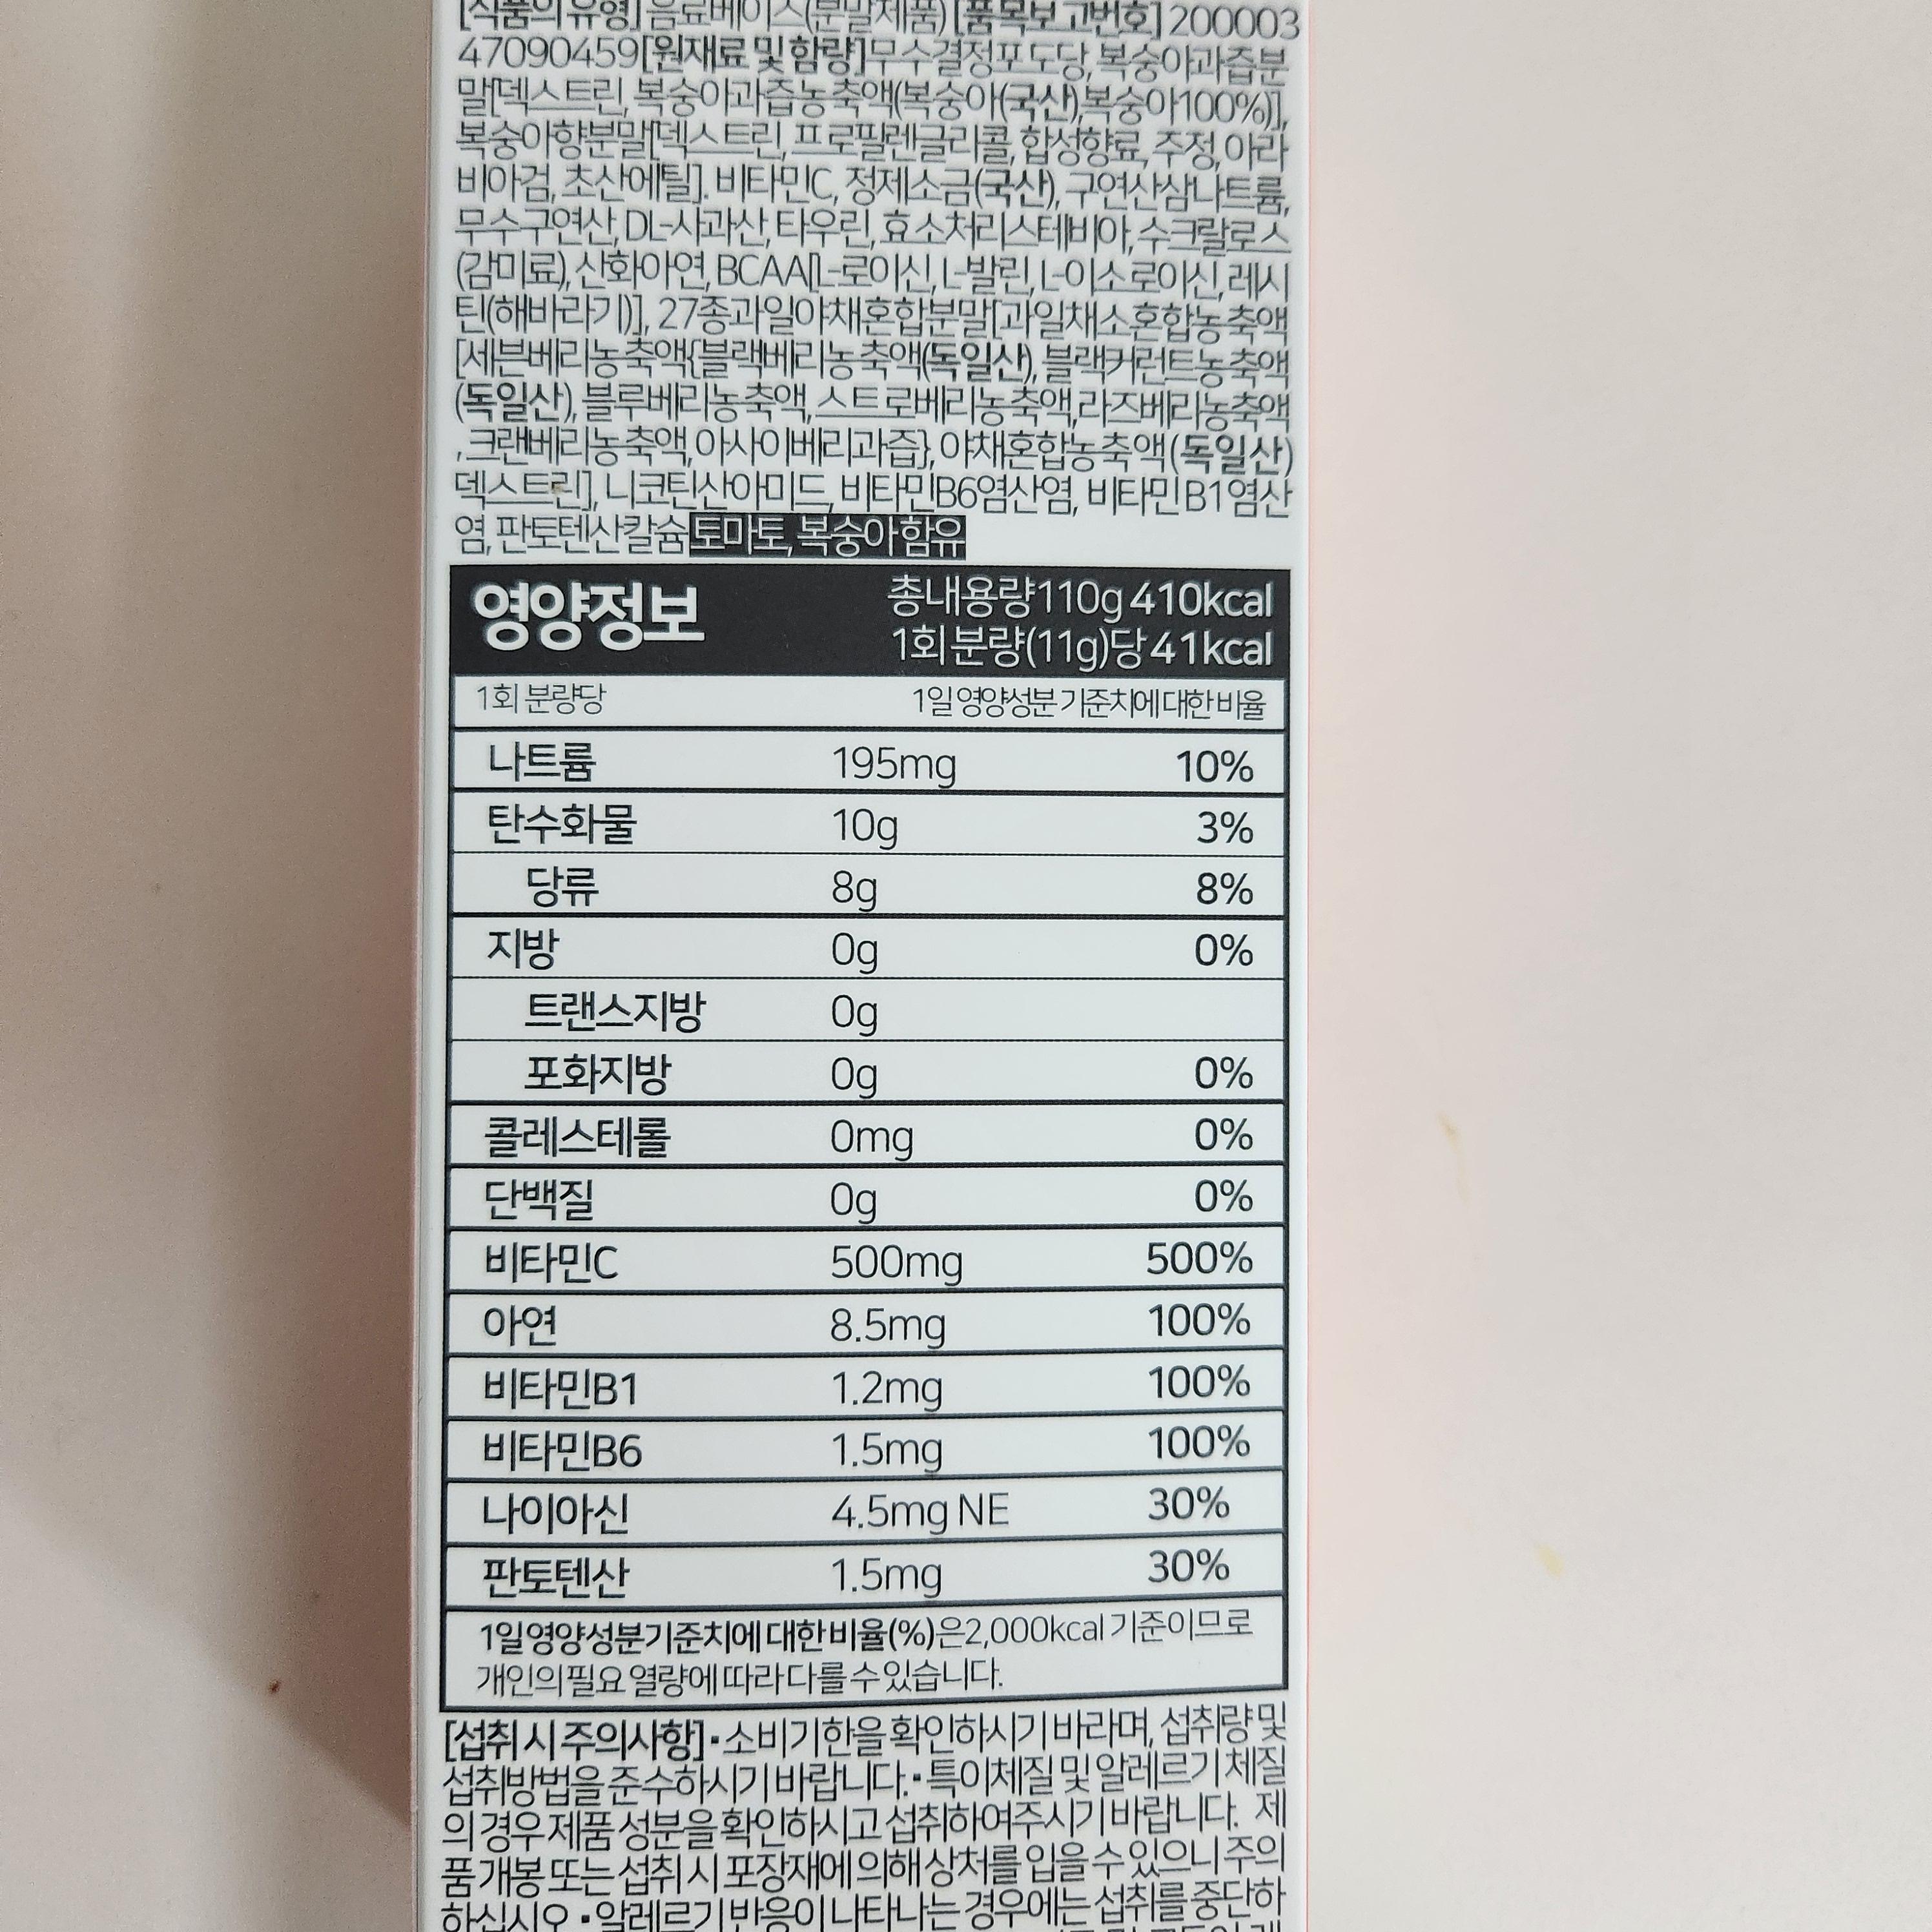 [식품의 유형] 음료베이스(분말제품) [품목보고번호] 200003
47090459[원재료 및 함량]무수결정포도당, 복숭아과즙분
말[덱스트린, 복숭아과즙농축액(복숭아(국산),복숭아100%)],
복숭아향분말[덱스트린, 프로필렌글리콜, 합성향료, 주정, 아라
비아검, 초산에틸]. 비타민C, 정제소금(국산), 구연산삼나트륨,
무수구연산, DL-사과산, 타우린, 효소처리스테비아, 수크랄로스
(감미료), 산화아연, BCAA[L-로이신, L-발린, L-이소로이신, 레시
틴(해바라기)], 27종과일야채혼합분말[과일채소혼합농축액
[세븐베리농축액{블랙베리농축액(독일산), 블랙커런트농축액
(독일산), 블루베리농축액, 스트로베리농축액,라즈베리농축액
,크랜베리농축액,아사이베리과즙}, 야채혼합농축액(독일산)
덱스트린], 니코틴산아미드, 비타민B6염산염, 비타민B1염산
염, 판토텐산칼슘 토마토, 복숭아 함유
영양정보 총 내용량110g 410kcal
1회 분량(11g)당 41kcal
1회 분량당 1일 영양성분 기준치에 대한 비율
나트륨 195mg 10%
탄수화물 10g 3%
당류 8g 8%
지방 0g 0%
트랜스지방 0g
포화지방 0g 0%
콜레스테롤 0mg 0%
단백질 0g 0%
비타민C 500mg 500%
아연 8.5mg 100%
비타민B1 1.2mg 100%
비타민B6 1.5mg 100%
나이아신 4.5mg NE 30%
판토텐산 1.5mg 30%
1일 영양성분 기준치에 대한 비율(%)은 2,000kcal 기준이므로
개인의 필요 열량에 따라 다를 수 있습니다.
[섭취 시 주의사항]▪소비기한을 확인하시기 바라며, 섭취량 및
섭취방법을 준수하시기 바랍니다.▪특이체질 및 알레르기 체질
의 경우 제품 성분을 확인하시고 섭취하여주시기 바랍니다. 제
품 개봉 또는 섭취 시 포장재에 의해 상처를 입을 수 있으니 주의
하십시오 ▪알레르기 반응이 나타나는 경우에는 섭취를 중단하